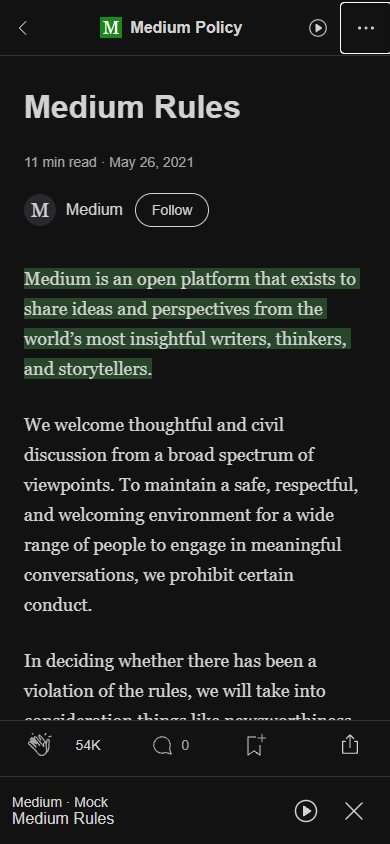 M Medium Policy
Medium Rules
11 min read · May 26, 2021
M Medium Follow
Medium is an open platform that exists to
share ideas and perspectives from the
world’s most insightful writers, thinkers,
and storytellers.
We welcome thoughtful and civil
discussion from a broad spectrum of
viewpoints. To maintain a safe, respectful,
and welcoming environment for a wide
range of people to engage in meaningful
conversations, we prohibit certain
conduct.
In deciding whether there has been a
violation of the rules, we will take into
consideration things like newsworthiness,
54K 0
Medium · Mock
Medium Rules